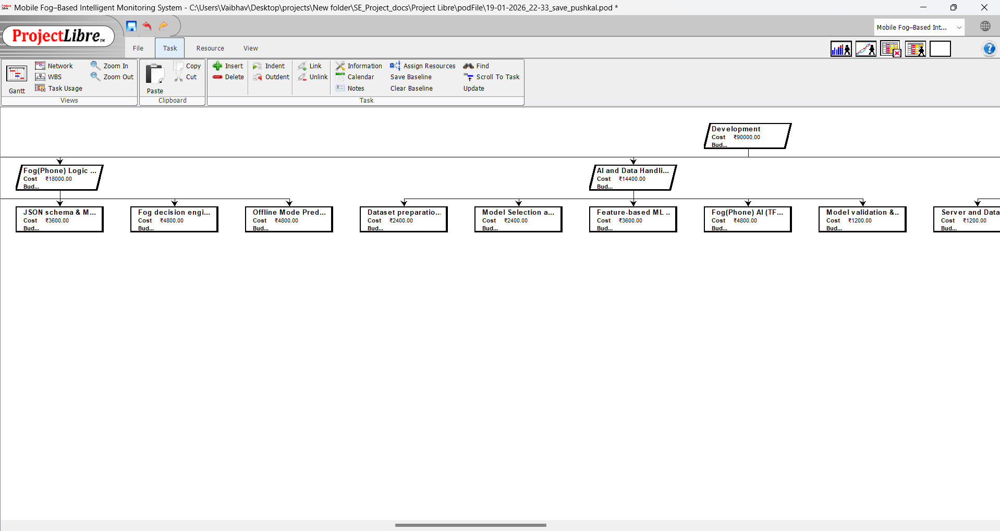 Mobile Fog–Based Intelligent Monitoring System - C:\Users\Vaibhav\Desktop\projects\New folder\SE_Project_docs\Project Libre\podFile\19-01-2026_22-33_save_pushkal.pod *
ProjectLibre
Mobile Fog–Based Int...
File Task Resource View
Gantt
Network
WBS
Task Usage
Zoom In
Zoom Out
Views
Paste
Copy
Cut
Clipboard
Insert
Delete
Indent
Outdent
Link
Unlink
Information
Calendar
Notes
Assign Resources
Save Baseline
Clear Baseline
Find
Scroll To Task
Update
Task
Development
Cost ₹90000.00
Bud...
Fog(Phone) Logic ...
Cost ₹18000.00
Bud...
AI and Data Handli...
Cost ₹14400.00
Bud...
JSON schema & M...
Cost ₹3600.00
Bud...
Fog decision engi...
Cost ₹4800.00
Bud...
Offline Mode Pred...
Cost ₹4800.00
Bud...
Dataset preparatio...
Cost ₹2400.00
Bud...
Model Selection a...
Cost ₹2400.00
Bud...
Feature-based ML ...
Cost ₹3600.00
Bud...
Fog(Phone) AI (TF...
Cost ₹4800.00
Bud...
Model validation &...
Cost ₹1200.00
Bud...
Server and Data
Cost ₹1200.00
Bud...